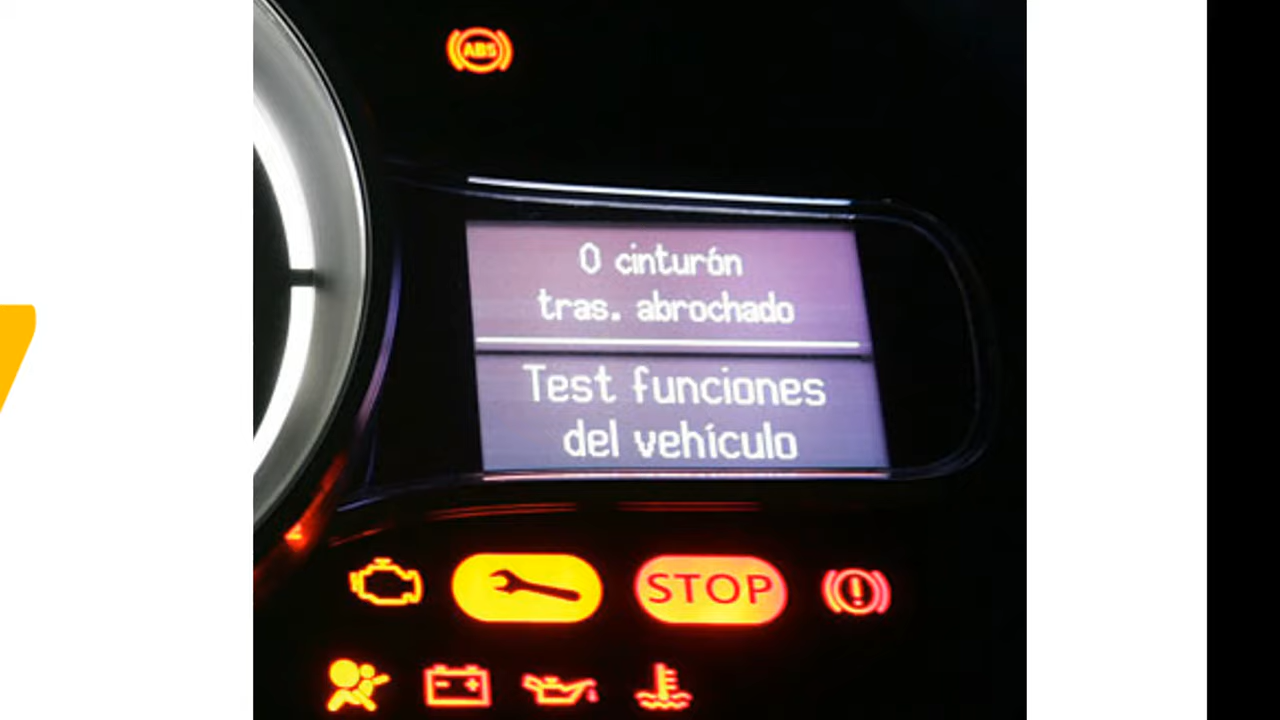 ABS
0 cinturón
tras. abrochado
Test funciones
del vehículo
STOP